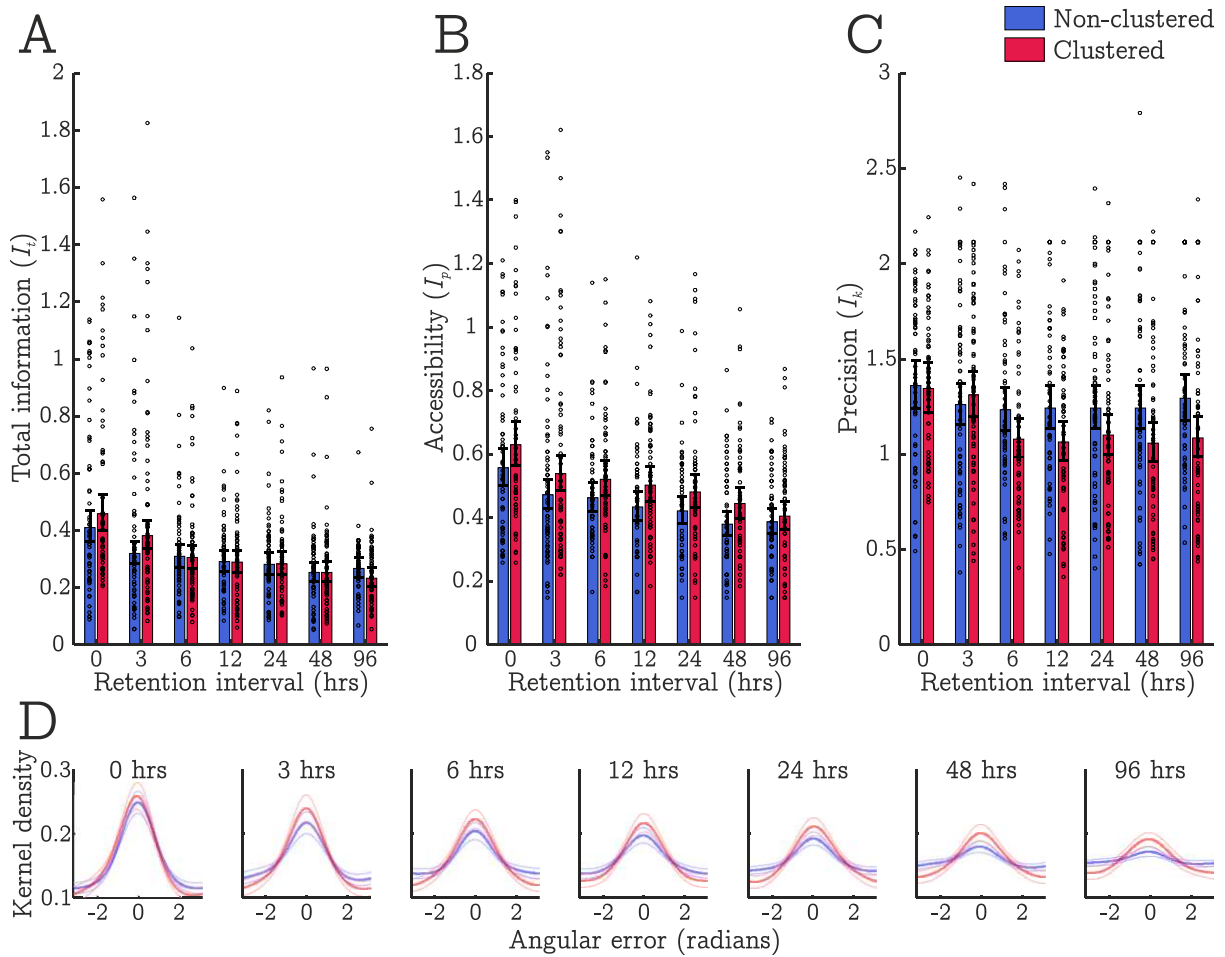 A
B
C
Non-clustered
Clustered
Total information (I_t)
2
1.8
1.6
1.4
1.2
1
0.8
0.6
0.4
0.2
0
0 3 6 12 24 48 96
Retention interval (hrs)
Accessibility (I_p)
1.8
1.6
1.4
1.2
1
0.8
0.6
0.4
0.2
0
0 3 6 12 24 48 96
Retention interval (hrs)
Precision (I_k)
3
2.5
2
1.5
1
0.5
0
0 3 6 12 24 48 96
Retention interval (hrs)
D
Kernel density
0.3
0.2
0.1
0 hrs 3 hrs 6 hrs 12 hrs 24 hrs 48 hrs 96 hrs
-2 0 2 -2 0 2 -2 0 2 -2 0 2 -2 0 2 -2 0 2 -2 0 2
Angular error (radians)